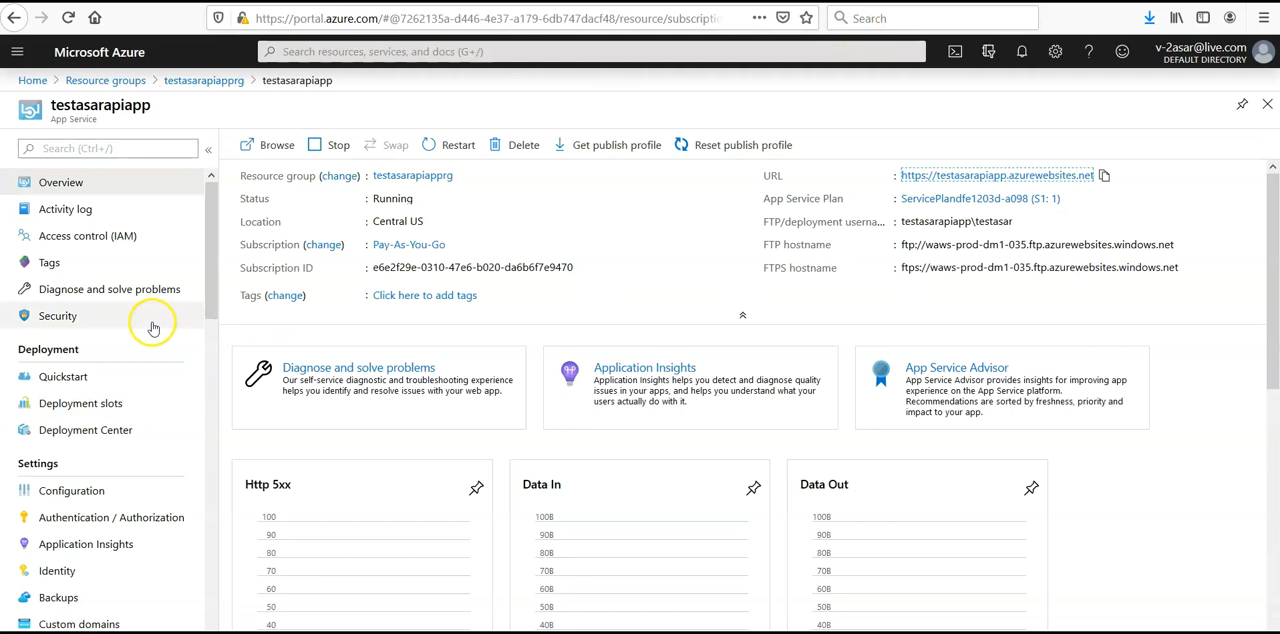 https://portal.azure.com/#@7262135a-d446-4e37-a179-6db747dacf48/resource/subscriptio
Search
Microsoft Azure
Search resources, services, and docs (G+/)
v-2asar@live.com
DEFAULT DIRECTORY
Home > Resource groups > testasarapiapprg > testasarapiapp
testasarapiapp
App Service
Search (Ctrl+/)
Overview
Activity log
Access control (IAM)
Tags
Diagnose and solve problems
Security
Deployment
Quickstart
Deployment slots
Deployment Center
Settings
Configuration
Authentication / Authorization
Application Insights
Identity
Backups
Custom domains
Browse Stop Swap Restart Delete Get publish profile Reset publish profile
Resource group (change) : testasarapiapprg
Status : Running
Location : Central US
Subscription (change) : Pay-As-You-Go
Subscription ID : e6e2f29e-0310-47e6-b020-da6b6f7e9470
Tags (change) : Click here to add tags
URL : https://testasarapiapp.azurewebsites.net
App Service Plan : ServicePlandfe1203d-a098 (S1: 1)
FTP/deployment userna... : testasarapiapp\testasar
FTP hostname : ftp://waws-prod-dm1-035.ftp.azurewebsites.windows.net
FTPS hostname : ftps://waws-prod-dm1-035.ftp.azurewebsites.windows.net
Diagnose and solve problems
Our self-service diagnostic and troubleshooting experience
helps you identify and resolve issues with your web app.
Application Insights
Application Insights helps you detect and diagnose quality
issues in your apps, and helps you understand what your
users actually do with it.
App Service Advisor
App Service Advisor provides insights for improving app
experience on the App Service platform.
Recommendations are sorted by freshness, priority and
impact to your app.
Http 5xx
100
90
80
70
60
50
40
Data In
100B
90B
80B
70B
60B
50B
40B
Data Out
100B
90B
80B
70B
60B
50B
40B